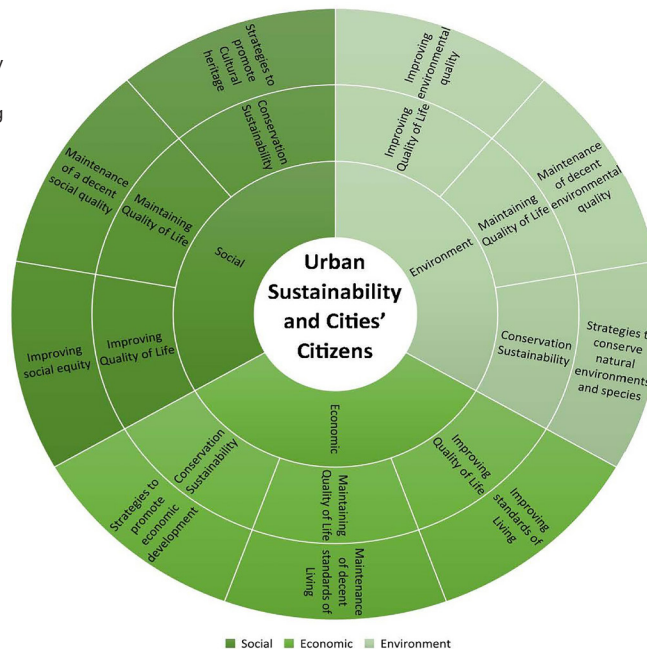 y
g
Urban
Sustainability
and Cities'
Citizens
Environment
Improving
Quality of Life
Improving
environmental
quality
Maintaining
Quality of Life
Maintenance
of decent
environmental
quality
Conservation
Sustainability
Strategies t
conserve
natural
environments
and species
Economic
Improving
Quality of Life
Improving
standards of
Living
Maintaining
Quality of Life
Maintenance
of decent
standards of
Living
Conservation
Sustainability
Strategies to
promote
economic
development
Social
Improving
Quality of Life
Improving
social equity
Maintaining
Quality of Life
Maintenance
of a decent
social quality
Conservation
Sustainability
Strategies to
promote
Cultural
heritage
Social Economic Environment